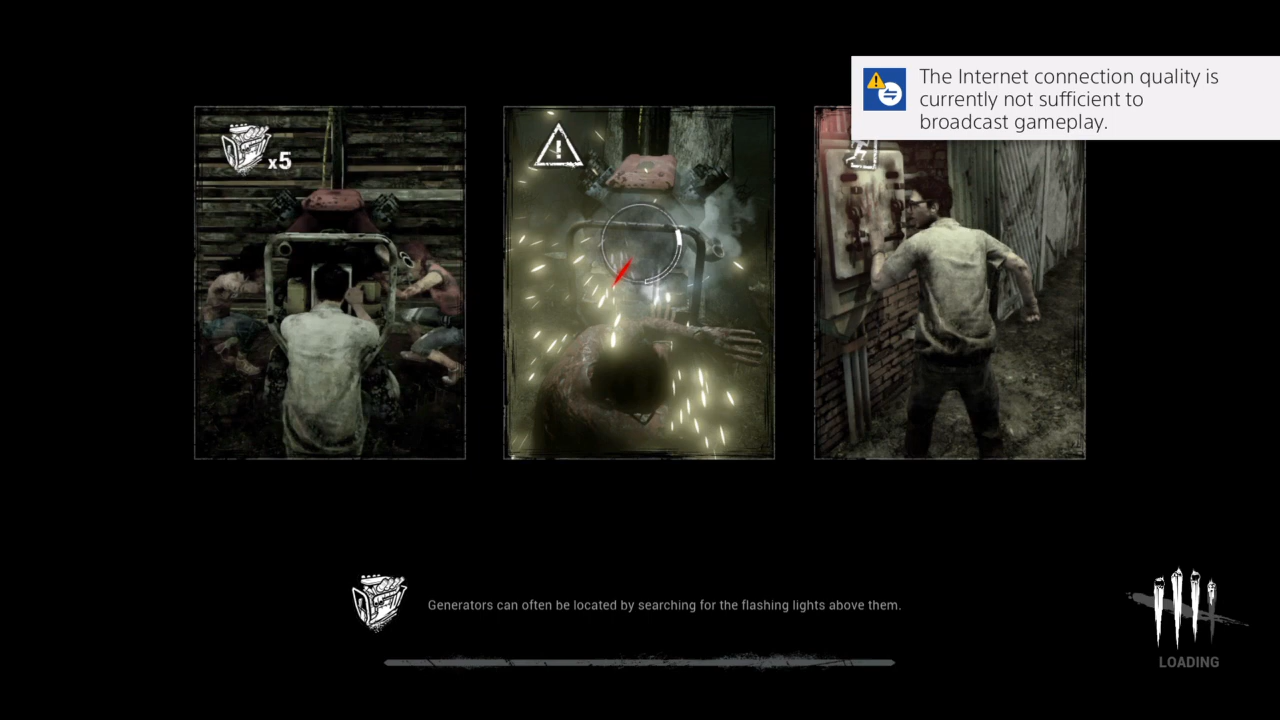 The Internet connection quality is
currently not sufficient to
broadcast gameplay.
x5
Generators can often be located by searching for the flashing lights above them.
LOADING